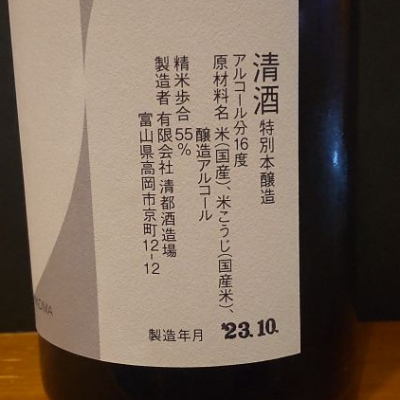 清酒 特別本醸造
アルコール分16度
原材料名 米(国産)、米こうじ(国産米)、
醸造アルコール
精米歩合 55%
製造者 有限会社 清都酒造場
富山県高岡市京町12-12
製造年月 '23.10.